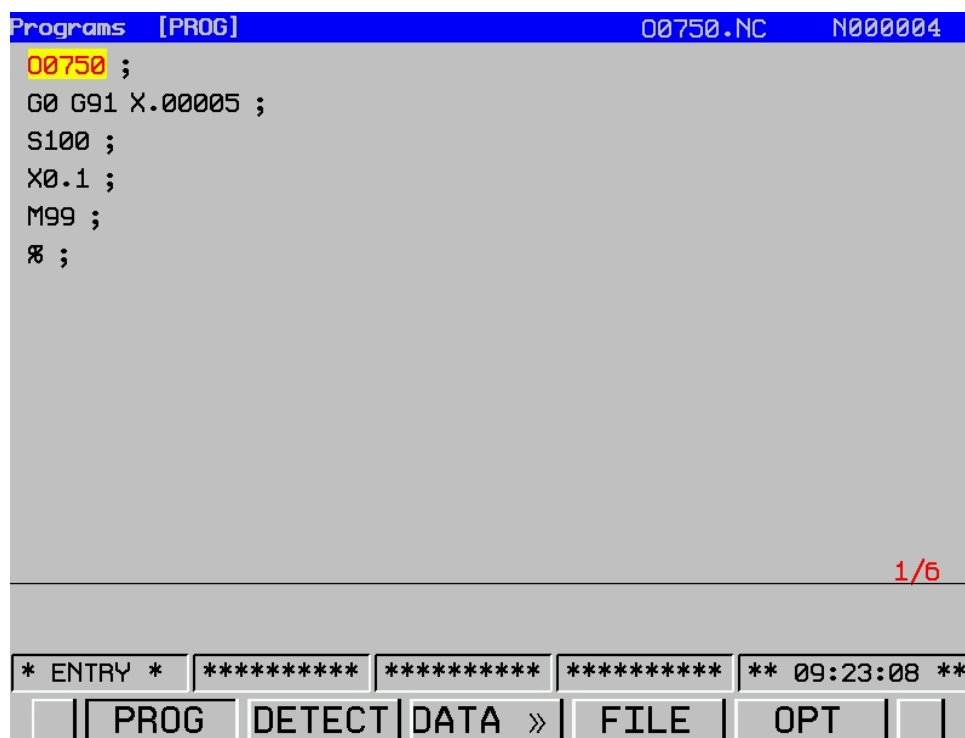 Programs [PROG] O0750.NC N000004
O0750 ;
G0 G91 X.00005 ;
S100 ;
X0.1 ;
M99 ;
% ;
1/6
* ENTRY * ********** ********** ********** ** 09:23:08 **
PROG DETECT DATA » FILE OPT